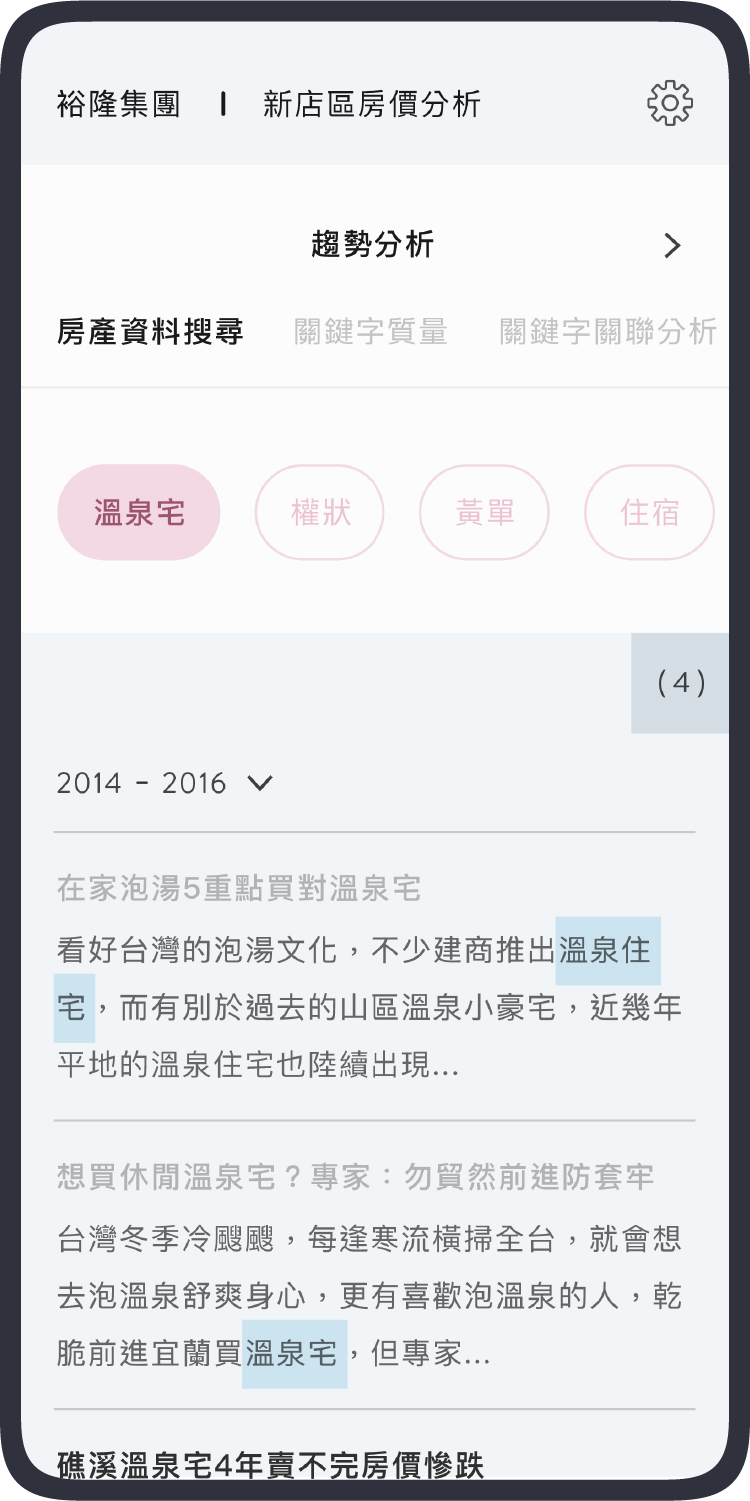 裕隆集團 | 新店區房價分析
趨勢分析
房產資料搜尋 關鍵字質量 關鍵字關聯分析
溫泉宅 權狀 黃單 住宿
(4)
2014 - 2016
在家泡湯5重點買對溫泉宅
看好台灣的泡湯文化，不少建商推出溫泉住
宅，而有別於過去的山區溫泉小豪宅，近幾年
平地的溫泉住宅也陸續出現...
想買休閒溫泉宅？專家：勿貿然前進防套牢
台灣冬季冷颼颼，每逢寒流橫掃全台，就會想
去泡溫泉舒爽身心，更有喜歡泡溫泉的人，乾
脆前進宜蘭買溫泉宅，但專家...
礁溪溫泉宅4年賣不完房價慘跌